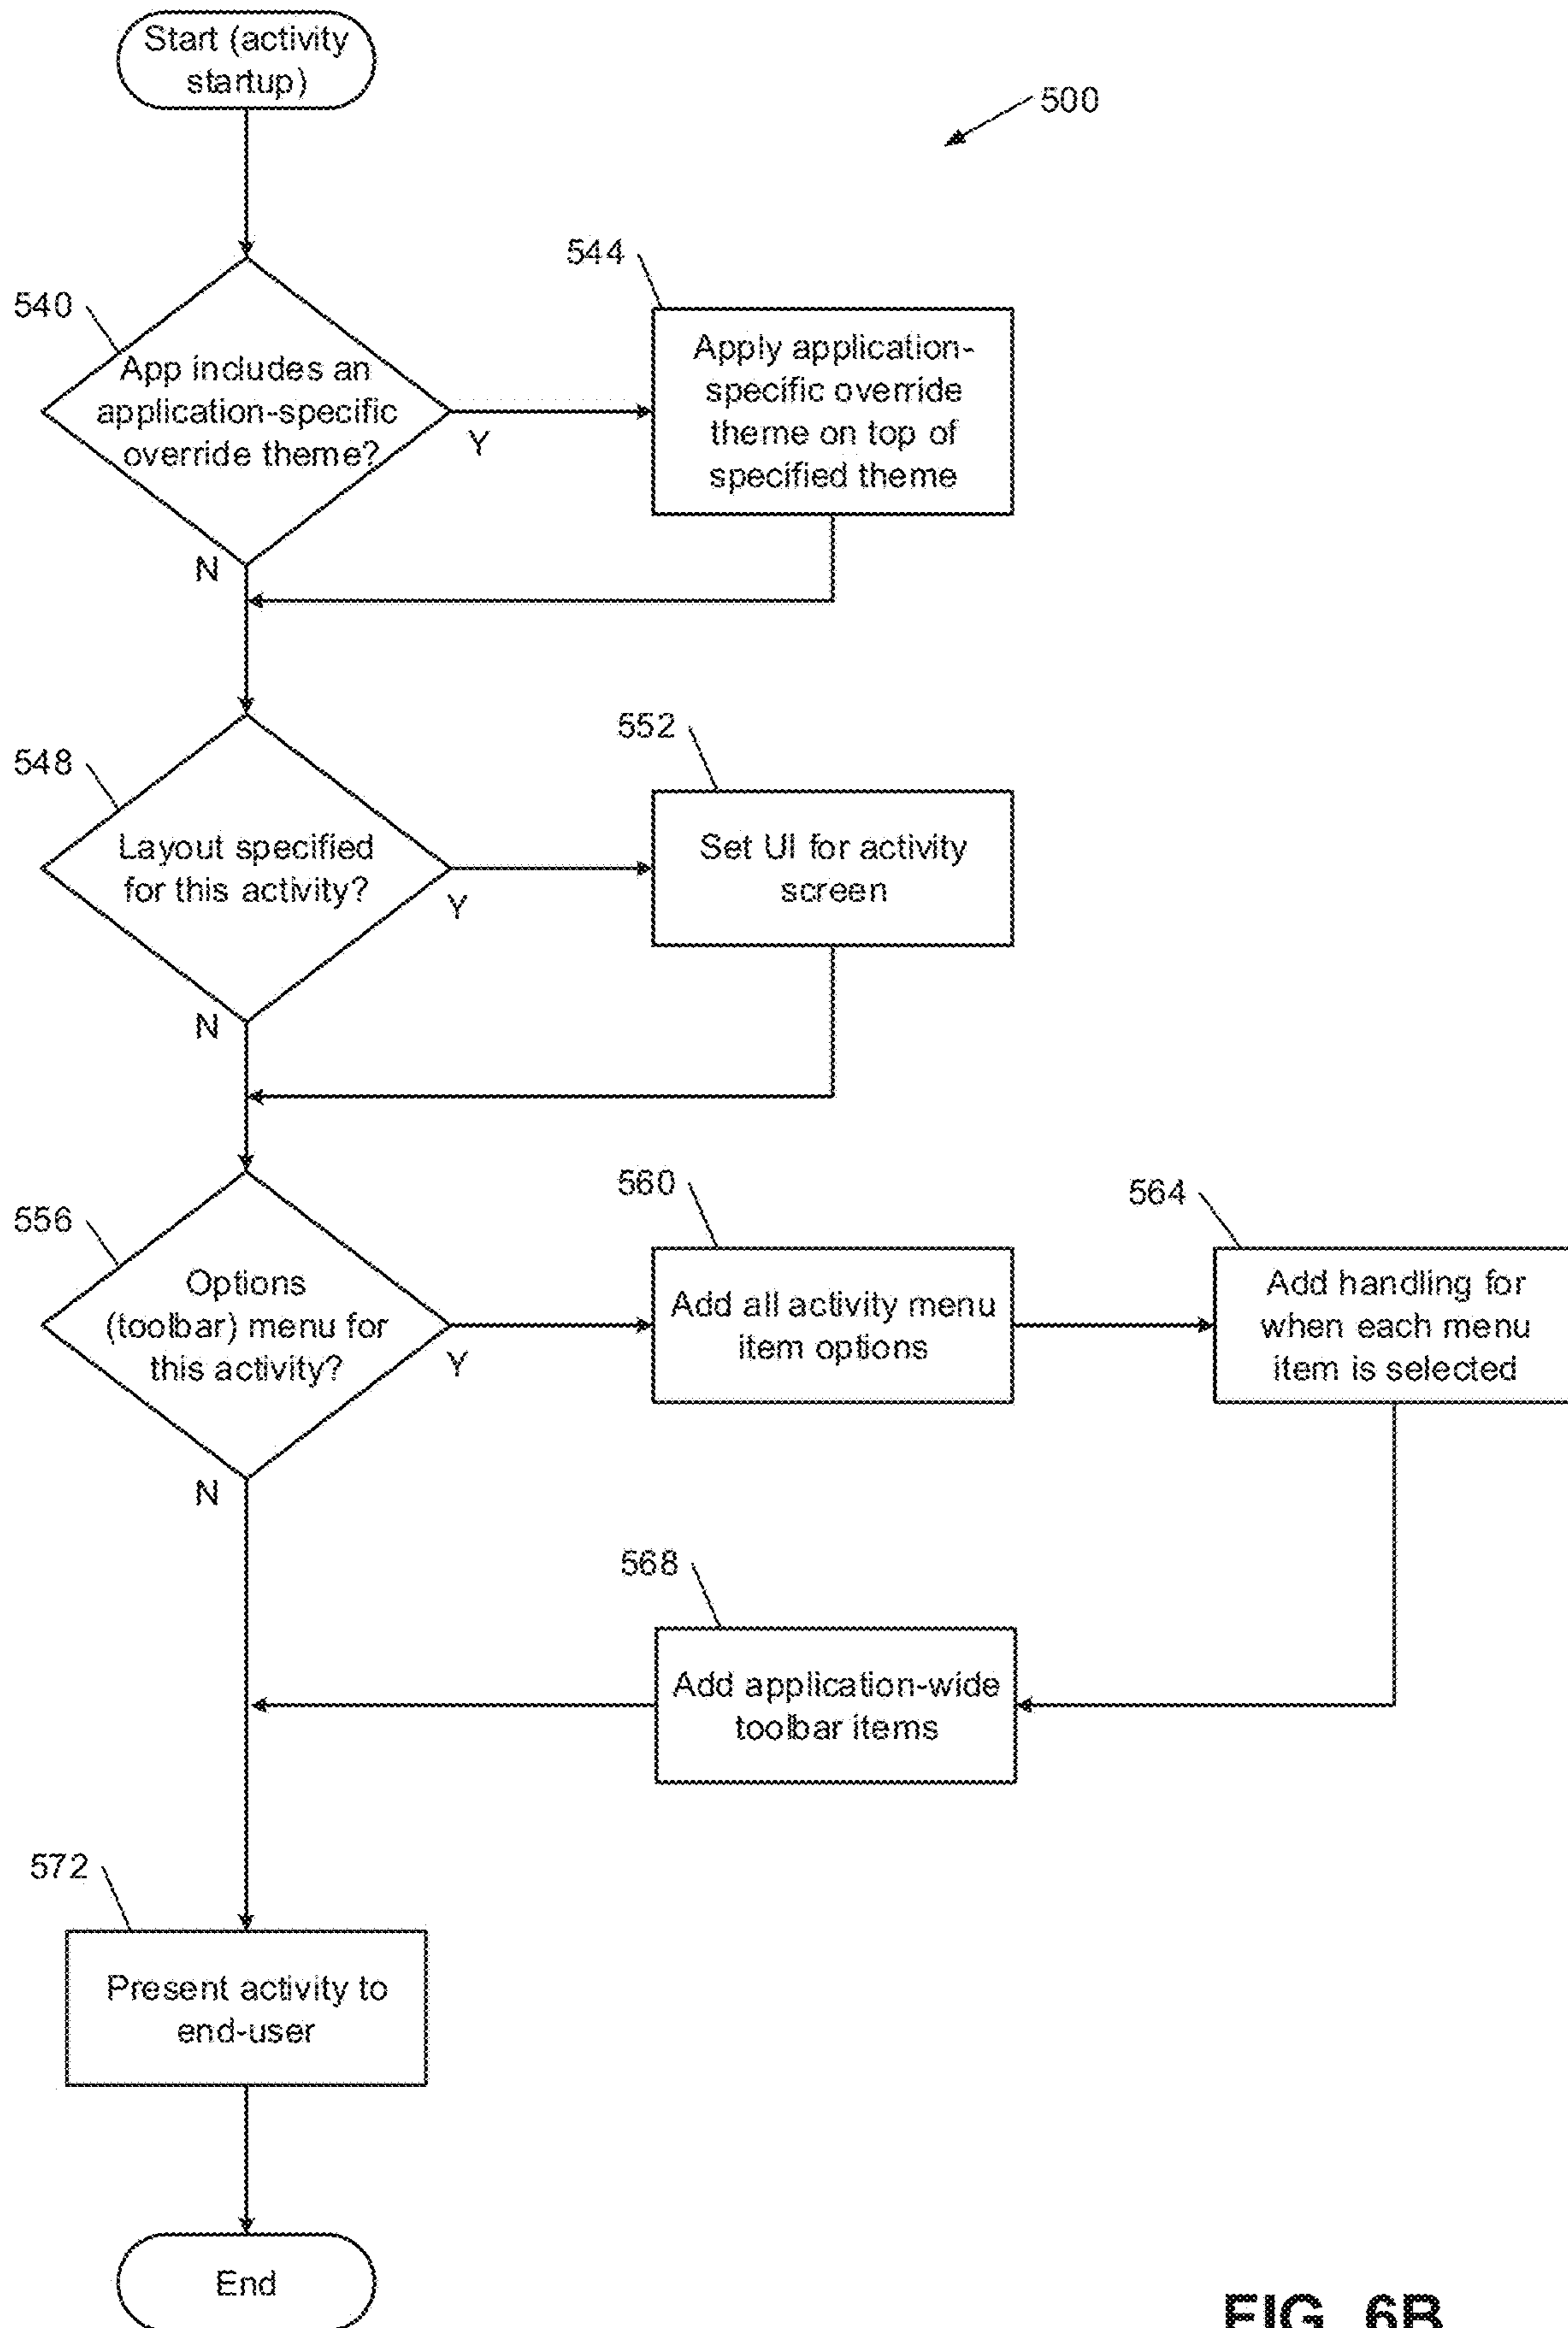 Start (activity
startup)
500
540
App includes an
application-specific
override theme?
Y
N
544
Apply application-
specific override
theme on top of
specified theme
548
Layout specified
for this activity?
Y
N
552
Set UI for activity
screen
556
Options
(toolbar) menu for
this activity?
Y
N
560
Add all activity menu
item options
564
Add handling for
when each menu
item is selected
568
Add application-wide
toolbar items
572
Present activity to
end-user
End
FIG. 6B